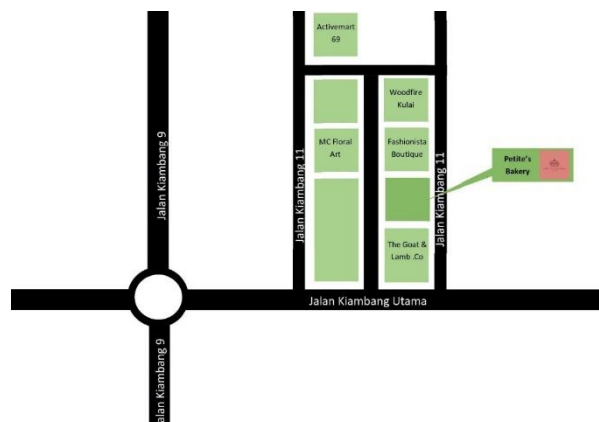 Activemart
69
Woodfire
Kulai
MC Floral
Art
Fashionista
Boutique
Petite's
Bakery
The Goat &
Lamb .Co
Jalan Kiambang 9
Jalan Kiambang 11
Jalan Kiambang 11
Jalan Kiambang Utama
Jalan Kiambang 9